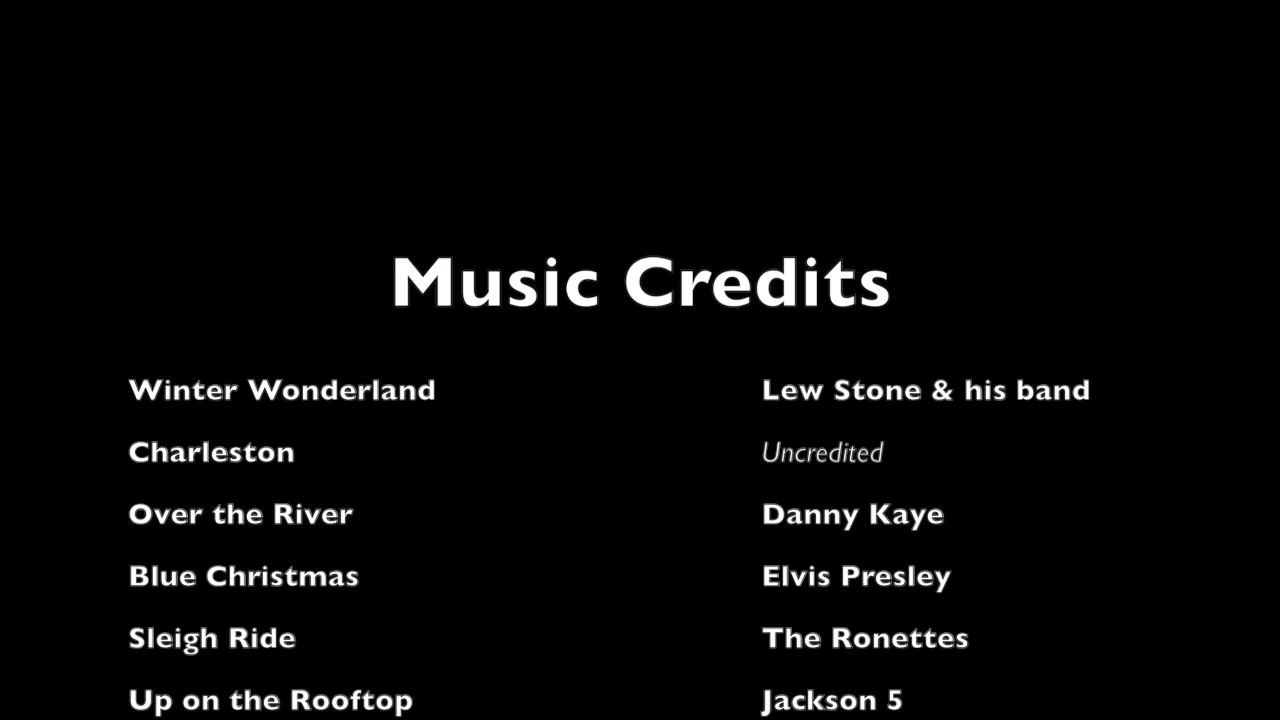 Music Credits
Winter Wonderland Lew Stone & his band
Charleston Uncredited
Over the River Danny Kaye
Blue Christmas Elvis Presley
Sleigh Ride The Ronettes
Up on the Rooftop Jackson 5